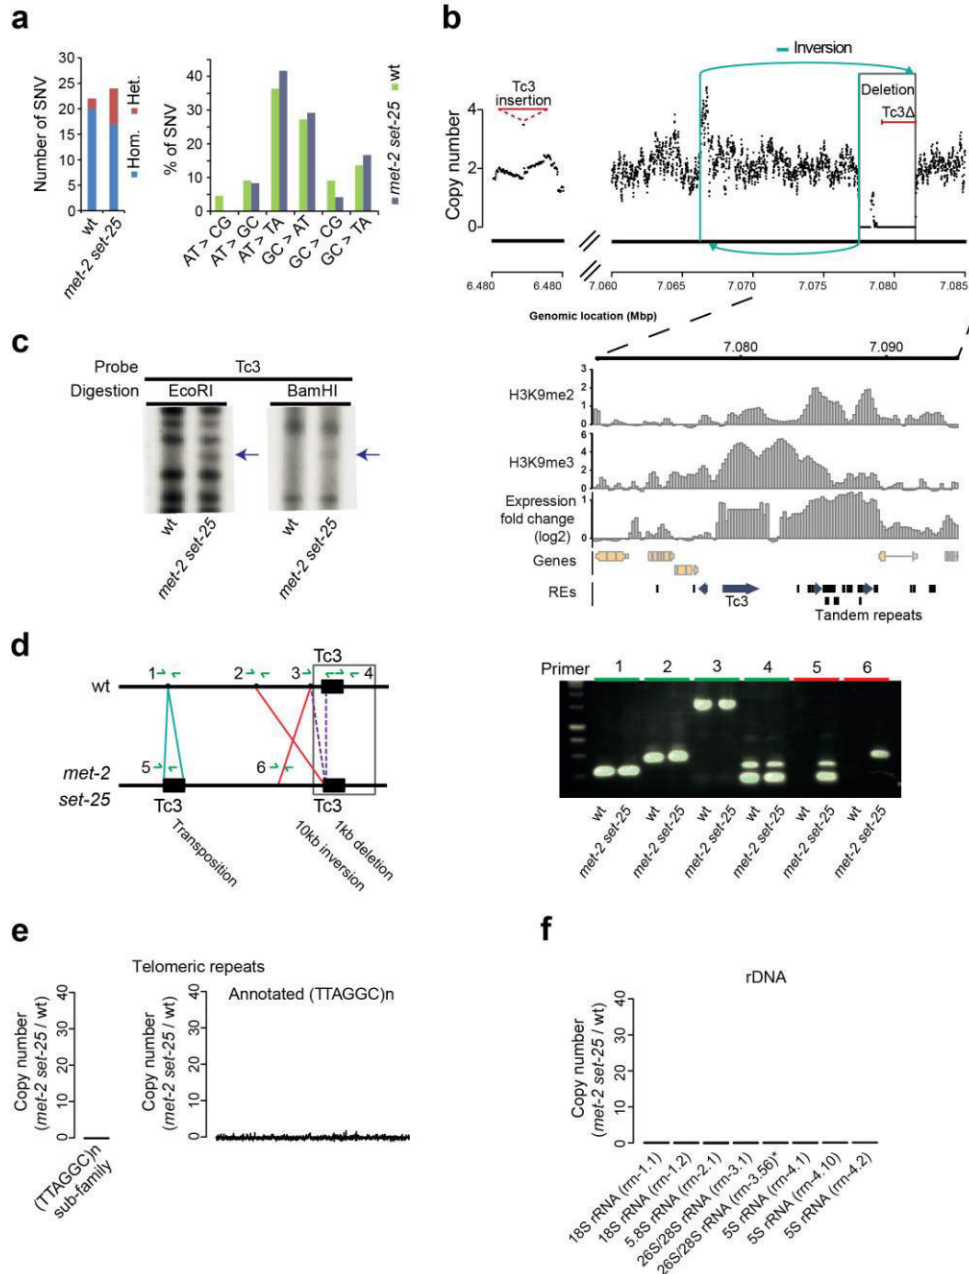 a
Number of SNV
30
25
20
15
10
5
0
wt
met-2 set-25
Hom.
Het.
% of SNV
40
30
20
10
0
AT > CG
AT > GC
AT > TA
GC > AT
GC > CG
GC > TA
met-2 set-25
wt
b
Inversion
Tc3
insertion
Deletion
Tc3Δ
Copy number
4
2
0
6.480
6.480
7.060
7.065
7.070
7.075
7.080
7.085
Genomic location (Mbp)
7.080
7.090
H3K9me2
3
2
1
0
H3K9me3
6
4
2
0
Expression
fold change
(log2)
1
0
Genes
REs
Tc3
Tandem repeats
c
Probe
Tc3
Digestion
EcoRI
BamHI
wt
met-2 set-25
wt
met-2 set-25
d
Tc3
1
2
3
4
wt
5
6
met-2
set-25
Tc3
Tc3
Transposition
10kb inversion
1kb deletion
Primer
1
2
3
4
5
6
wt
met-2 set-25
wt
met-2 set-25
wt
met-2 set-25
wt
met-2 set-25
wt
met-2 set-25
wt
met-2 set-25
e
Telomeric repeats
Copy number
(met-2 set-25 / wt)
40
30
20
10
0
(TTAGGC)n
sub-family
Annotated (TTAGGC)n
Copy number
(met-2 set-25 / wt)
40
30
20
10
0
f
rDNA
Copy number
(met-2 set-25 / wt)
40
30
20
10
0
18S rRNA (rrn-1.1)
18S rRNA (rrn-1.2)
5.8S rRNA (rrn-2.1)
26S/28S rRNA (rrn-3.1)
26S/28S rRNA (rrn-3.56)*
5S rRNA (rrn-4.1)
5S rRNA (rrn-4.10)
5S rRNA (rrn-4.2)